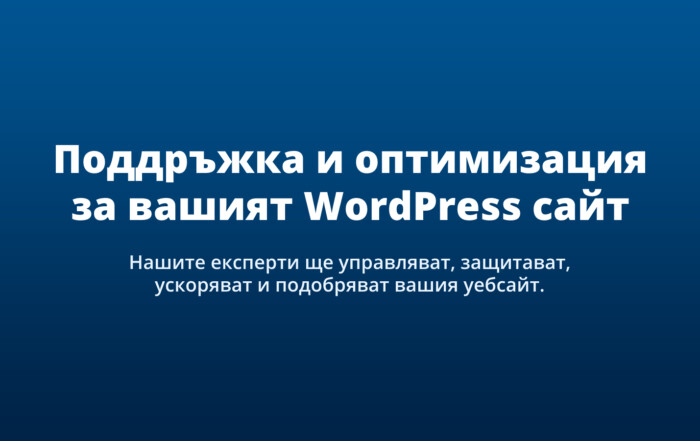 Поддръжка и оптимизация
за вашият WordPress сайт
Нашите експерти ще управляват, защитават,
ускоряват и подобряват вашия уебсайт.